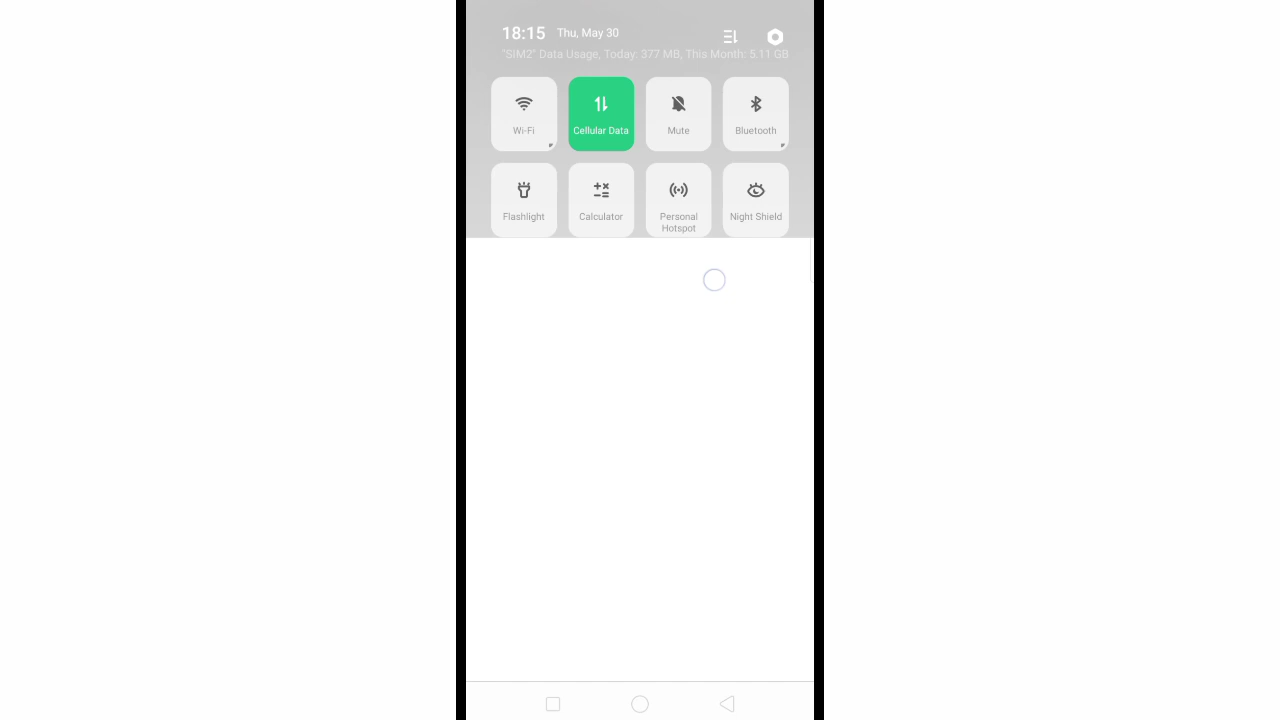 18:15 Thu, May 30
"SIM2" Data Usage, Today: 377 MB, This Month: 5.11 GB
Wi-Fi Cellular Data Mute Bluetooth
Flashlight Calculator Personal Hotspot Night Shield